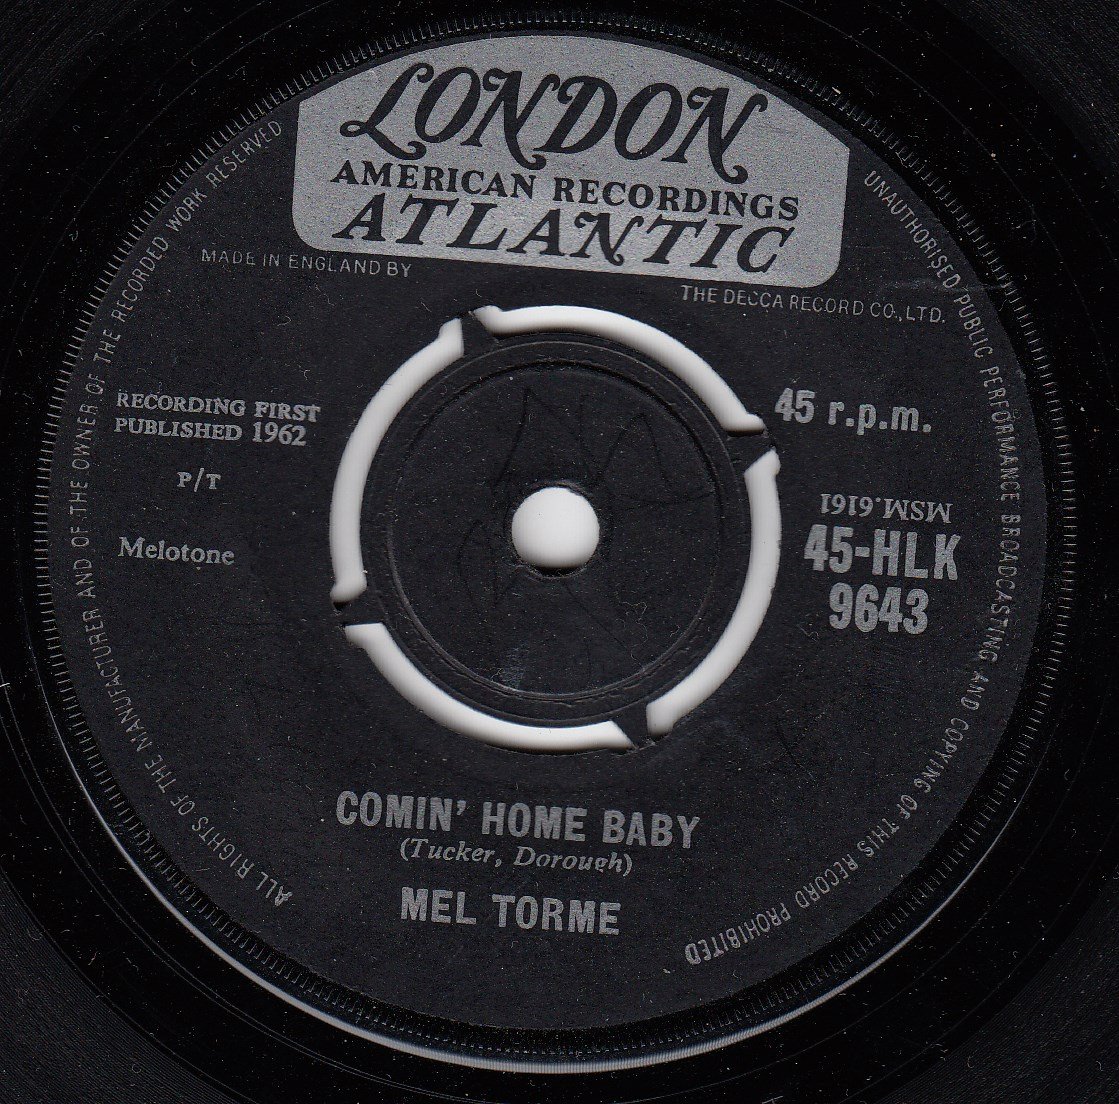 LONDON
AMERICAN RECORDINGS
ATLANTIC
MADE IN ENGLAND BY
THE DECCA RECORD CO., LTD.
RECORDING FIRST
PUBLISHED 1962
P/T
Melotone
45 r.p.m.
MSM.6161
45-HLK
9643
COMIN' HOME BABY
(Tucker, Dorough)
MEL TORME
ALL RIGHTS OF THE MANUFACTURER AND OF THE OWNER OF THE RECORDED WORK RESERVED
UNAUTHORISED PUBLIC PERFORMANCE BROADCASTING AND COPYING OF THIS RECORD PROHIBITED